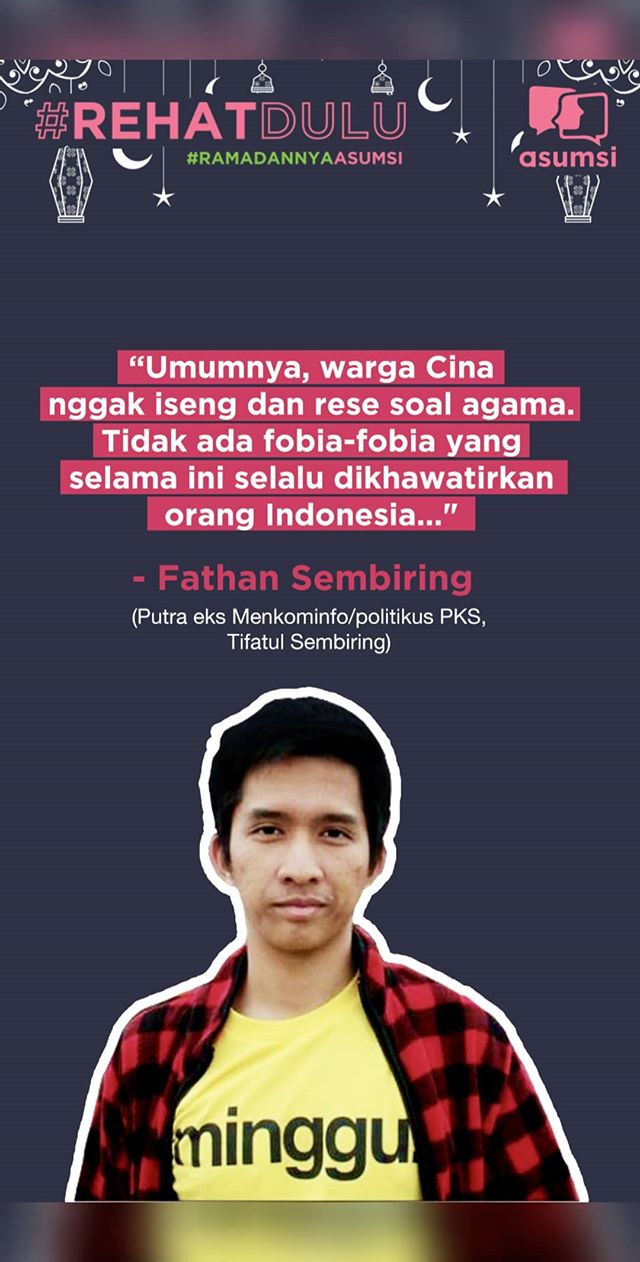 #REHATDULU
#RAMADANNYAASUMSI
asumsi
“Umumnya, warga Cina
nggak iseng dan rese soal agama.
Tidak ada fobia-fobia yang
selama ini selalu dikhawatirkan
orang Indonesia..."
- Fathan Sembiring
(Putra eks Menkominfo/politikus PKS,
Tifatul Sembiring)
minggu.